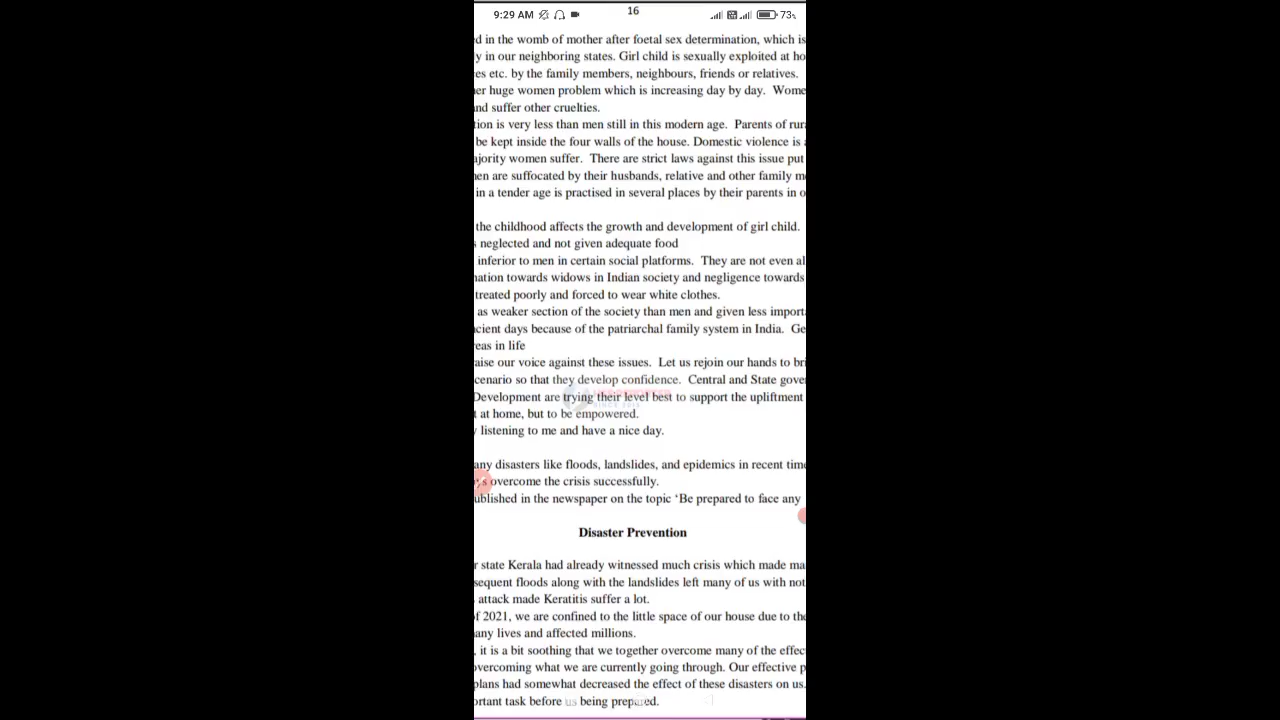 16
9:29 AM
73%
d in the womb of mother after foetal sex determination, which is
y in our neighboring states. Girl child is sexually exploited at ho
es etc. by the family members, neighbours, friends or relatives.
er huge women problem which is increasing day by day. Wome
nd suffer other cruelties.
tion is very less than men still in this modern age. Parents of rur
be kept inside the four walls of the house. Domestic violence is
ajority women suffer. There are strict laws against this issue put
en are suffocated by their husbands, relative and other family m
in a tender age is practised in several places by their parents in o
the childhood affects the growth and development of girl child.
s neglected and not given adequate food
inferior to men in certain social platforms. They are not even al
nation towards widows in Indian society and negligence towards
treated poorly and forced to wear white clothes.
as weaker section of the society than men and given less import
cient days because of the patriarchal family system in India. Ge
eas in life
aise our voice against these issues. Let us rejoin our hands to bri
cenario so that they develop confidence. Central and State gove
Development are trying their level best to support the upliftment
t at home, but to be empowered.
listening to me and have a nice day.
any disasters like floods, landslides, and epidemics in recent time
s overcome the crisis successfully.
ublished in the newspaper on the topic ‘Be prepared to face any
Disaster Prevention
r state Kerala had already witnessed much crisis which made ma
sequent floods along with the landslides left many of us with not
attack made Keratitis suffer a lot.
f 2021, we are confined to the little space of our house due to the
any lives and affected millions.
, it is a bit soothing that we together overcome many of the effec
overcoming what we are currently going through. Our effective p
plans had somewhat decreased the effect of these disasters on us.
ortant task before us being prepared.